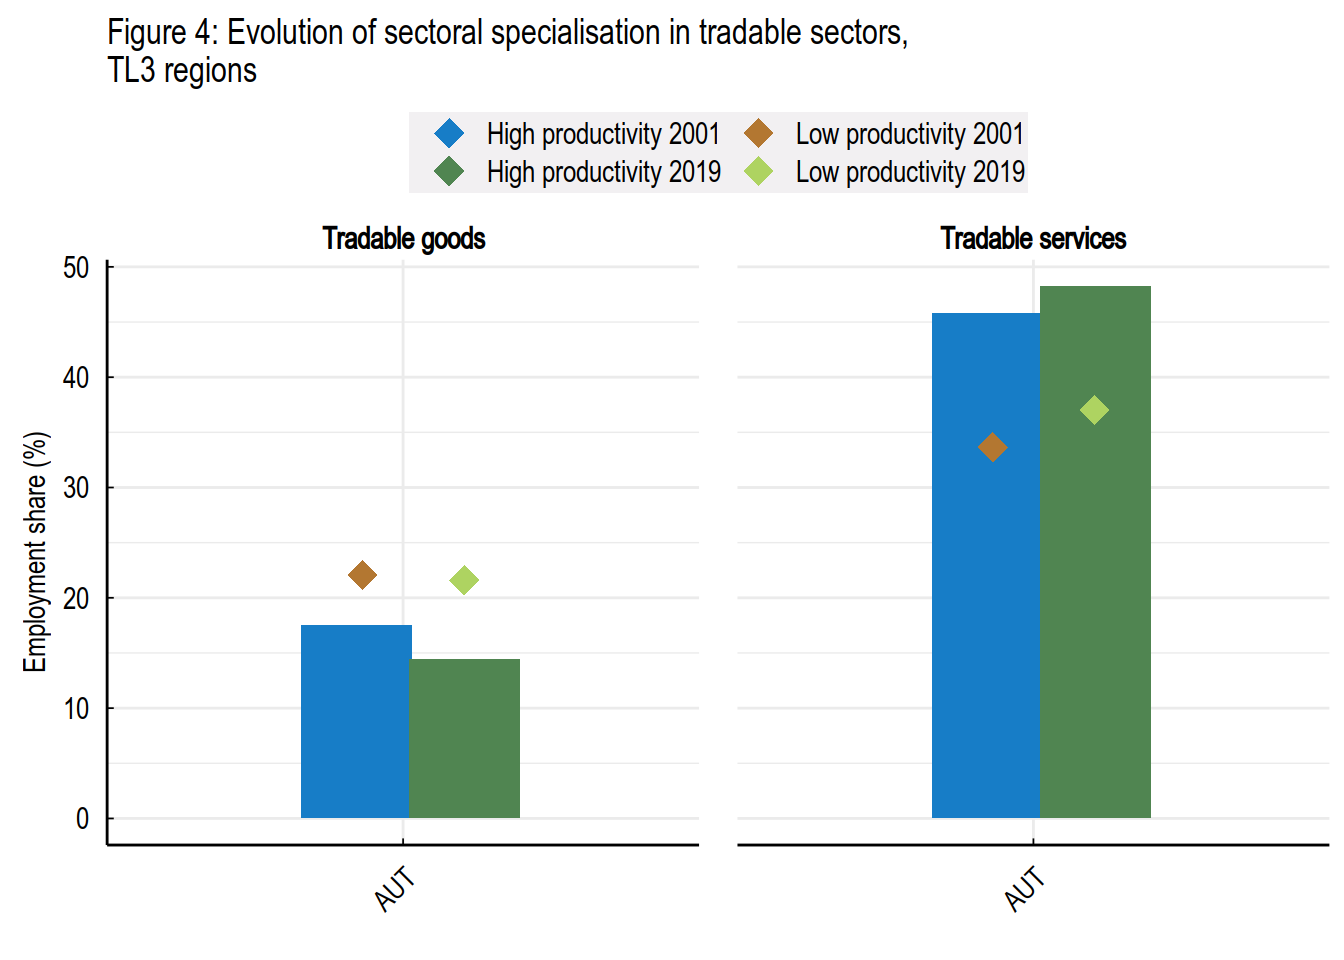 Figure 4: Evolution of sectoral specialisation in tradable sectors,
TL3 regions
High productivity 2001
Low productivity 2001
High productivity 2019
Low productivity 2019
Tradable goods
Tradable services
Employment share (%)
50
40
30
20
10
0
AUT
AUT